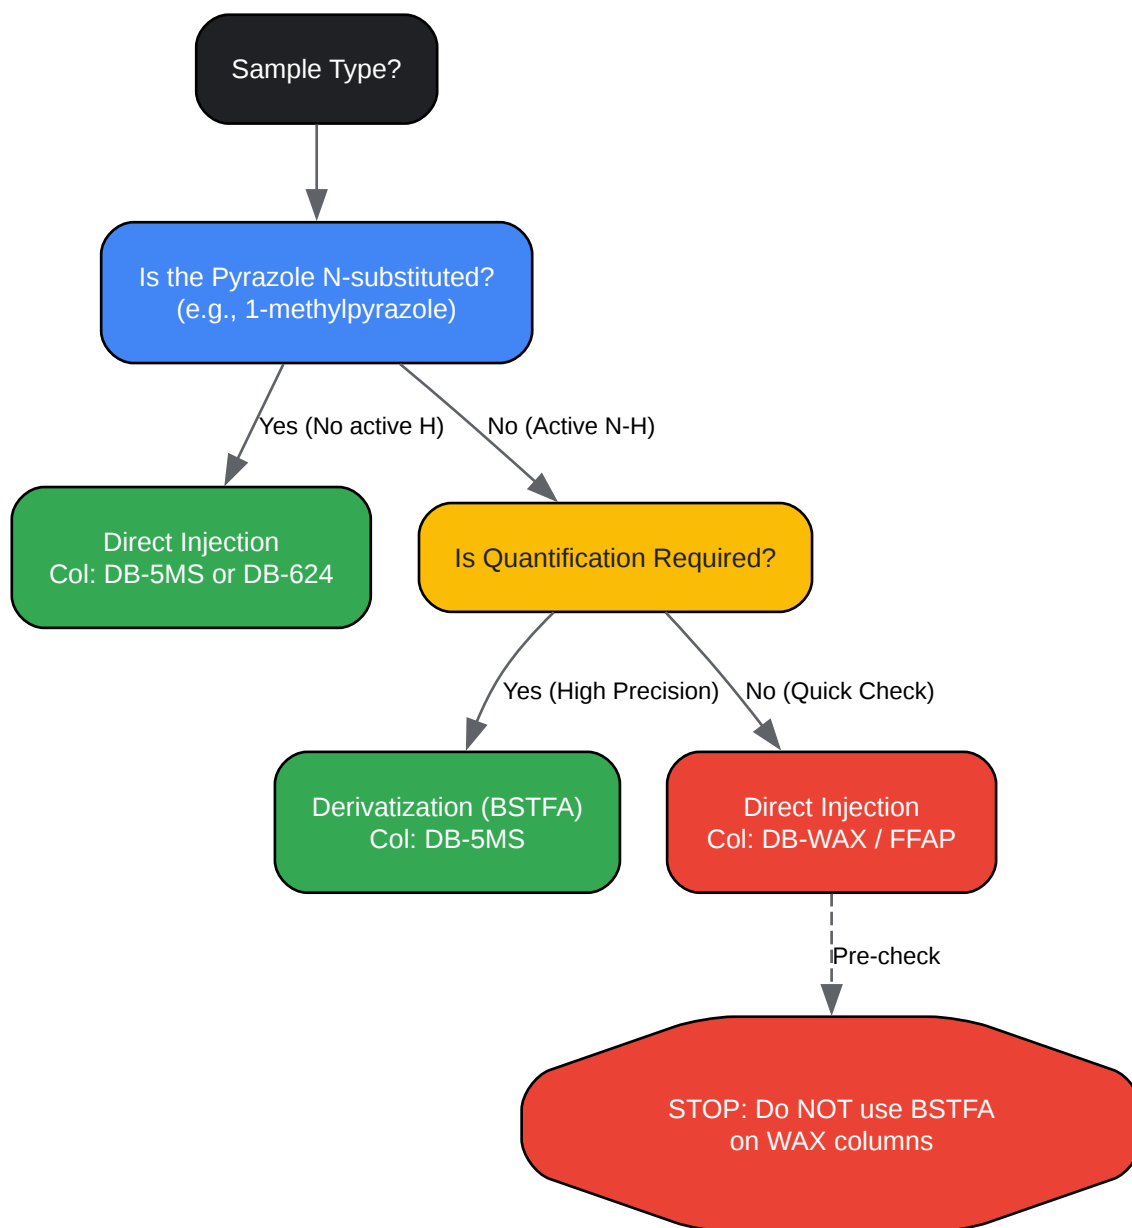 Sample Type?
Is the Pyrazole N-substituted?
(e.g., 1-methylpyrazole)
Yes (No active H)
No (Active N-H)
Direct Injection
Col: DB-5MS or DB-624
Is Quantification Required?
Yes (High Precision)
No (Quick Check)
Derivatization (BSTFA)
Col: DB-5MS
Direct Injection
Col: DB-WAX / FFAP
Pre-check
STOP: Do NOT use BSTFA
on WAX columns